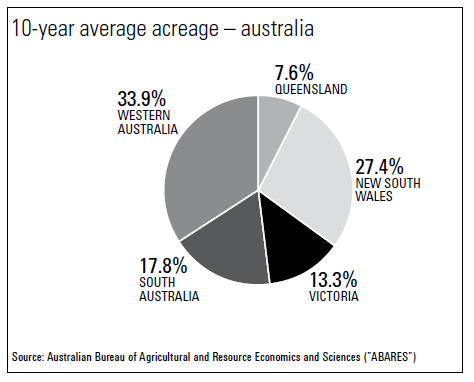 10-year average acreage – australia
7.6%
QUEENSLAND
33.9%
WESTERN
AUSTRALIA
27.4%
NEW SOUTH
WALES
17.8%
SOUTH
AUSTRALIA
13.3%
VICTORIA
Source: Australian Bureau of Agricultural and Resource Economics and Sciences (“ABARES”)